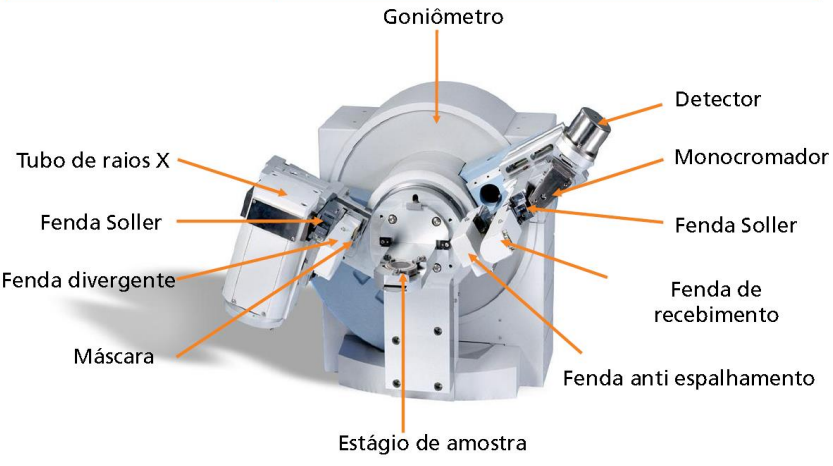 Goniômetro
Detector
Tubo de raios X
Monocromador
Fenda Soller
Fenda Soller
Fenda divergente
Fenda de
recebimento
Máscara
Fenda anti espalhamento
Estágio de amostra